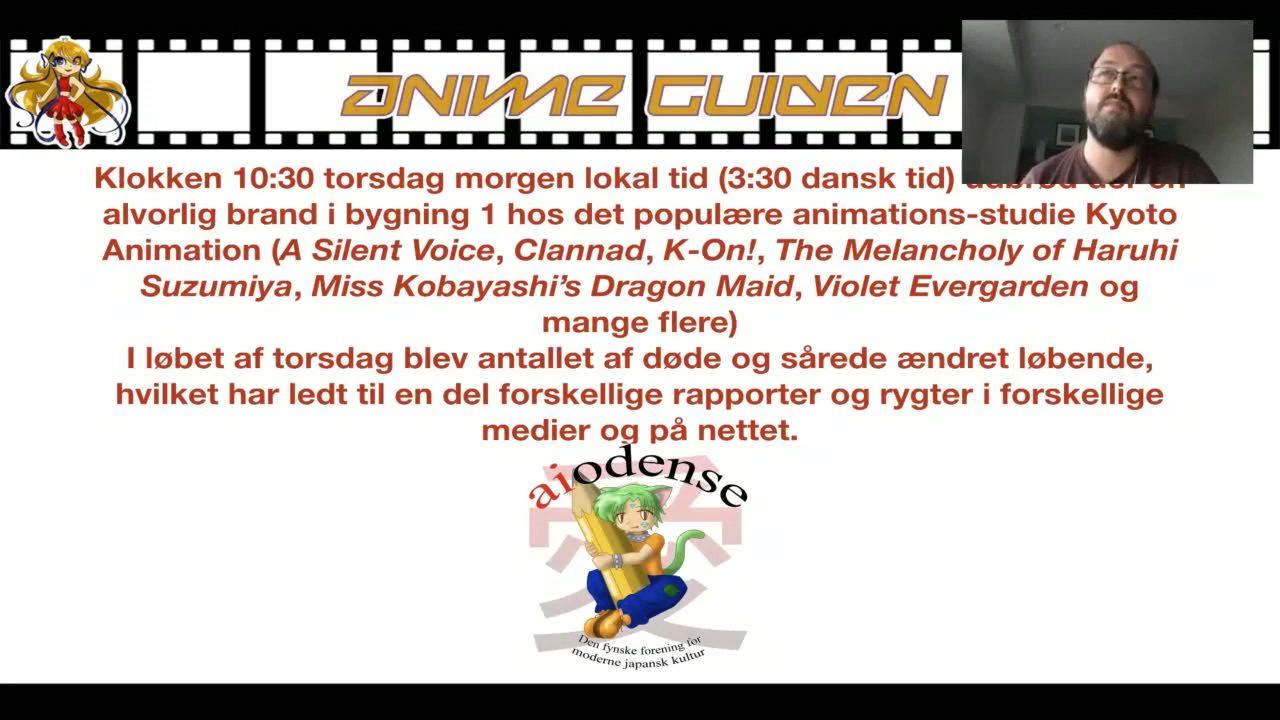 ANIME GUIDEN
Klokken 10:30 torsdag morgen lokal tid (3:30 dansk tid)
alvorlig brand i bygning 1 hos det populære animations-studie Kyoto
Animation (A Silent Voice, Clannad, K-On!, The Melancholy of Haruhi
Suzumiya, Miss Kobayashi's Dragon Maid, Violet Evergarden og
mange flere)
I løbet af torsdag blev antallet af døde og sårede ændret løbende,
hvilket har ledt til en del forskellige rapporter og rygter i forskellige
medier og på nettet.
aiodense
愛
Den fynske forening for
moderne japansk kultur